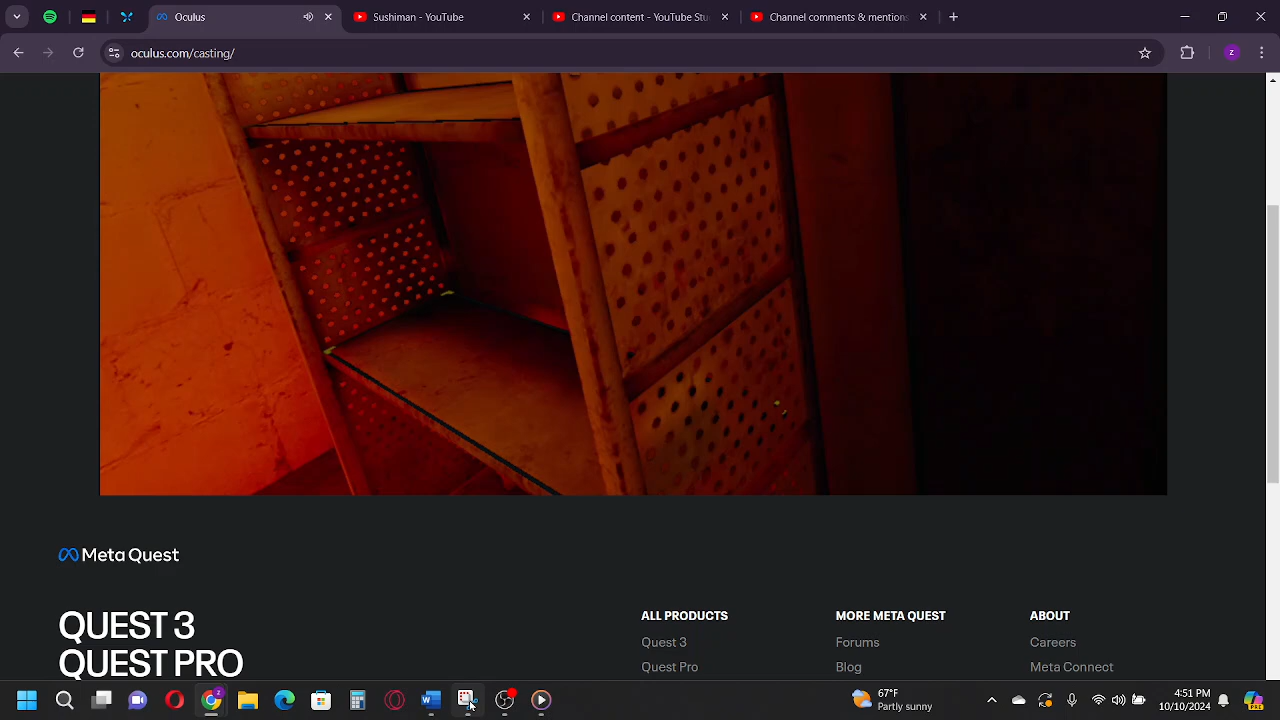 Oculus
Sushiman - YouTube
Channel content - YouTube Stu
Channel comments & mentions
oculus.com/casting/
z
Meta Quest
QUEST 3
QUEST PRO
ALL PRODUCTS
Quest 3
Quest Pro
MORE META QUEST
Forums
Blog
ABOUT
Careers
Meta Connect
67°F
Partly sunny
4:51 PM
10/10/2024